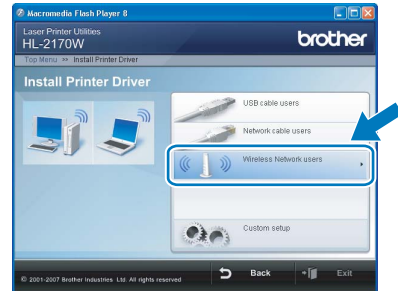 Macromedia Flash Player 8
Laser Printer Utilities
HL-2170W
brother
Top Menu >> Install Printer Driver
Install Printer Driver
USB cable users
Network cable users
Wireless Network users
Custom setup
© 2001-2007 Brother Industries Ltd. All rights reserved
Back
Exit